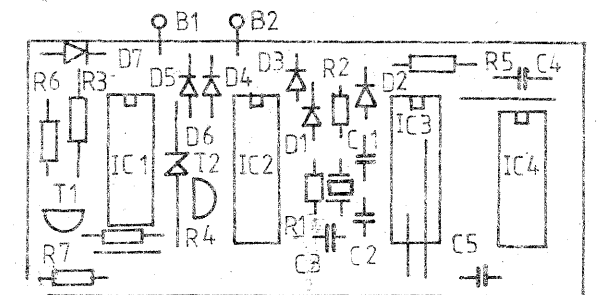 B1 B2
D7 D3
R6 R3 D5 D4 R2 D2 R5 C4
D6 D1 C1 IC3
IC1 T2 IC2 IC4
T1
R4 R1
R7 C3 C2 C5